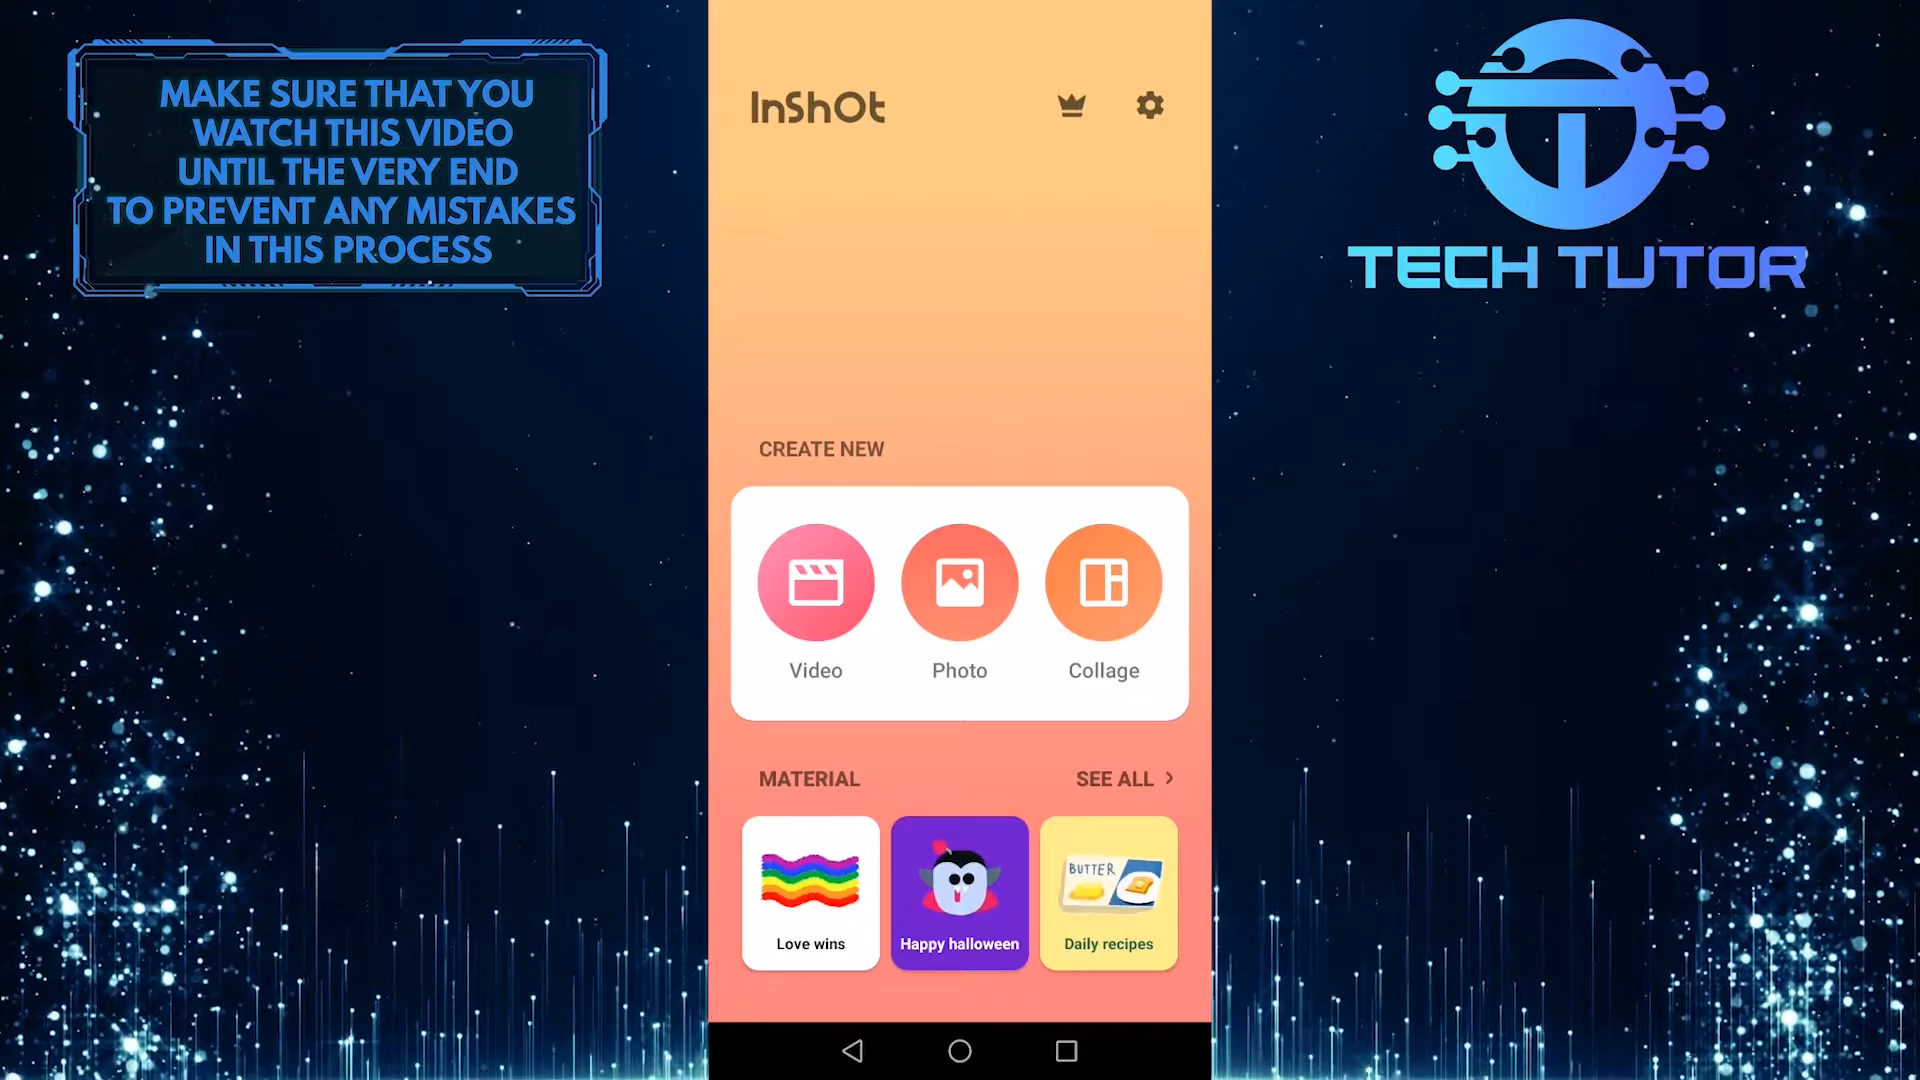 MAKE SURE THAT YOU
WATCH THIS VIDEO
UNTIL THE VERY END
TO PREVENT ANY MISTAKES
IN THIS PROCESS
InShOt
TECH TUTOR
CREATE NEW
Video
Photo
Collage
MATERIAL
SEE ALL >
Love wins
Happy halloween
BUTTER
Daily recipes